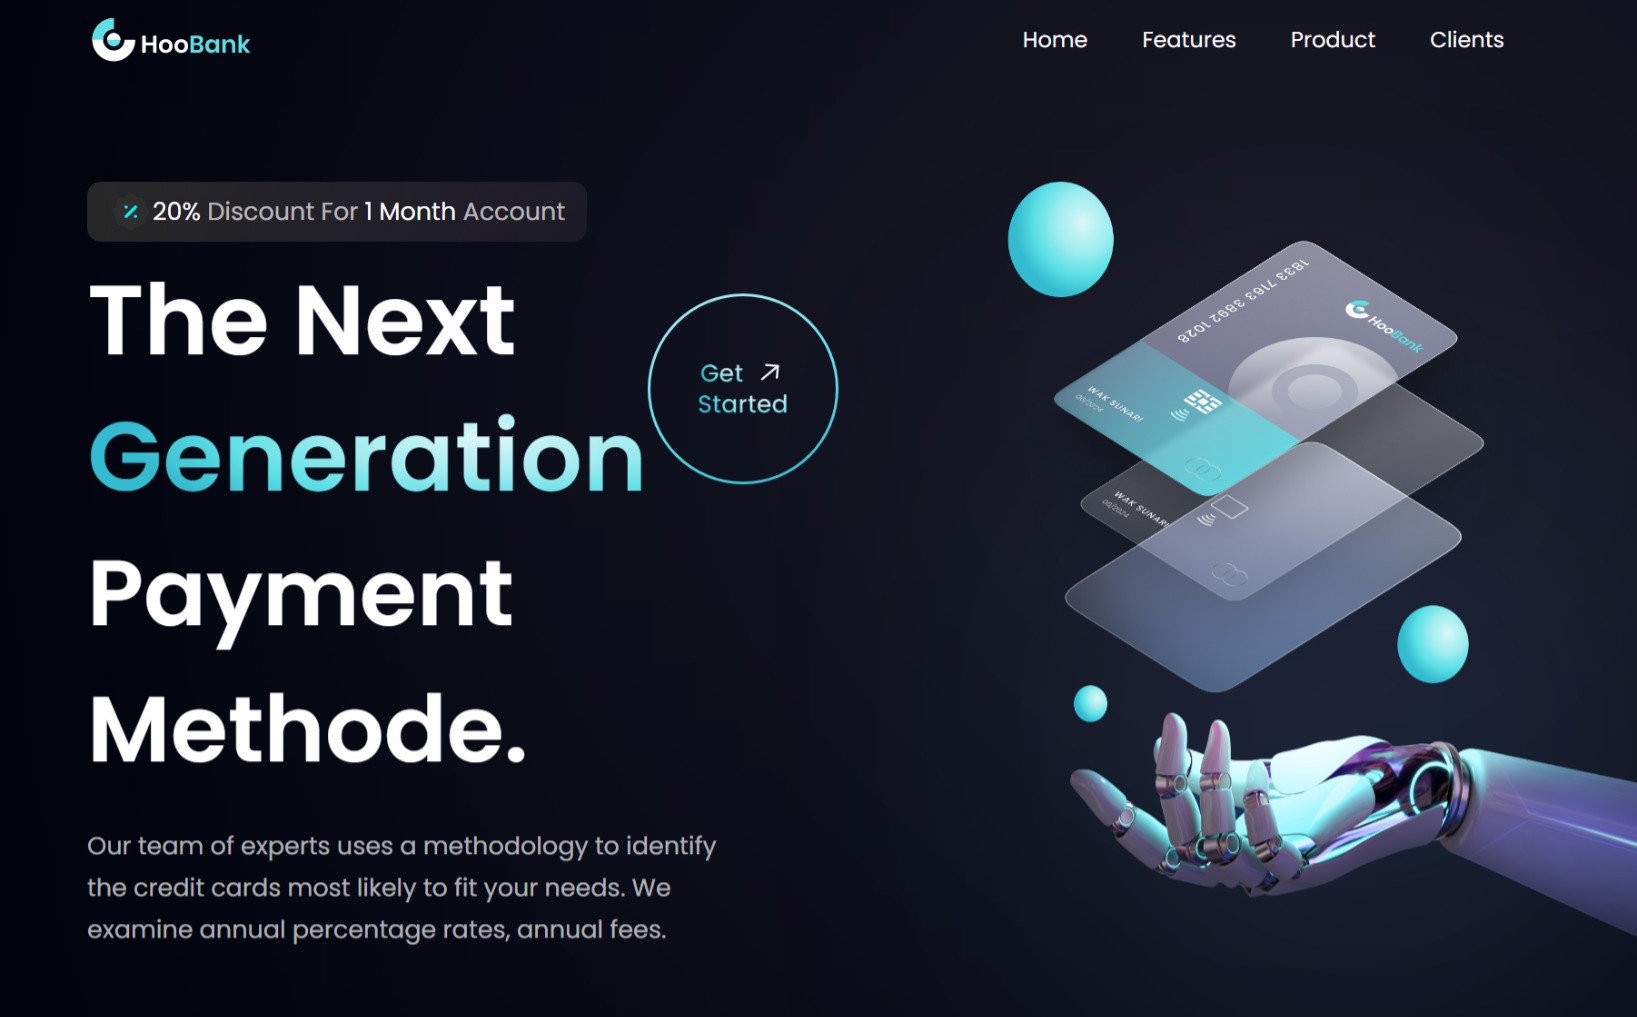 HooBank
Home
Features
Product
Clients
20% Discount For 1 Month Account
The Next
Generation
Payment
Methode.
Get
Started
Our team of experts uses a methodology to identify
the credit cards most likely to fit your needs. We
examine annual percentage rates, annual fees.
1833 7163 3892 1028
HooBank
WAK SUNARI
06/2024
WAK SUNARI
06/2024